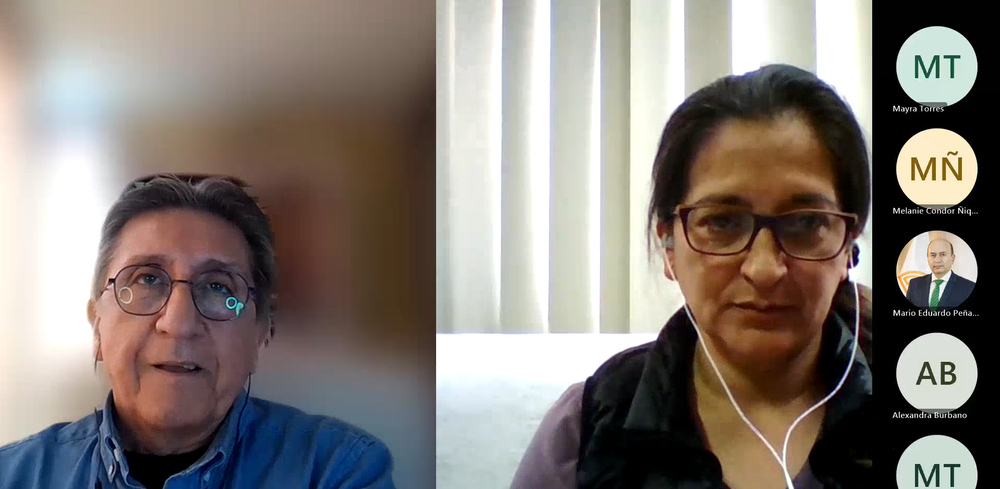 MT
Mayra Torres
MÑ
Melanie Condor Ñiq...
Mario Eduardo Peña...
AB
Alexandra Burbano
MT